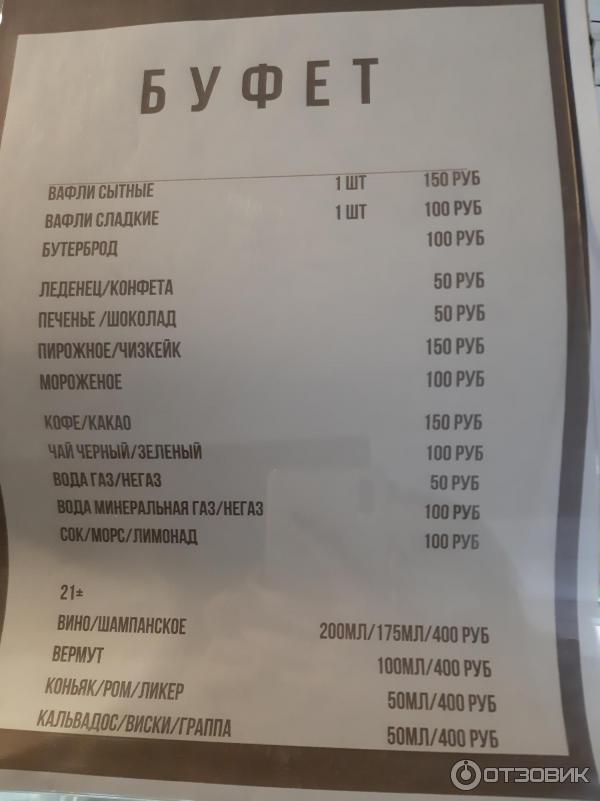 БУФЕТ
ВАФЛИ СЫТНЫЕ 1 ШТ 150 РУБ
ВАФЛИ СЛАДКИЕ 1 ШТ 100 РУБ
БУТЕРБРОД 100 РУБ
ЛЕДЕНЕЦ/КОНФЕТА 50 РУБ
ПЕЧЕНЬЕ /ШОКОЛАД 50 РУБ
ПИРОЖНОЕ/ЧИЗКЕЙК 150 РУБ
МОРОЖЕНОЕ 100 РУБ
КОФЕ/КАКАО 150 РУБ
ЧАЙ ЧЕРНЫЙ/ЗЕЛЕНЫЙ 100 РУБ
ВОДА ГАЗ/НЕГАЗ 50 РУБ
ВОДА МИНЕРАЛЬНАЯ ГАЗ/НЕГАЗ 100 РУБ
СОК/МОРС/ЛИМОНАД 100 РУБ
21±
ВИНО/ШАМПАНСКОЕ 200МЛ/175МЛ/400 РУБ
ВЕРМУТ 100МЛ/400 РУБ
КОНЬЯК/РОМ/ЛИКЕР 50МЛ/400 РУБ
КАЛЬВАДОС/ВИСКИ/ГРАППА 50МЛ/400 РУБ
ОТЗОВИК